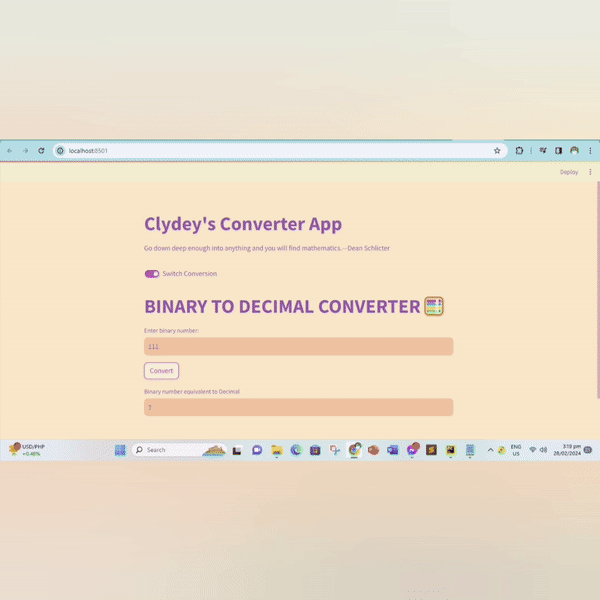 localhost:8501
Deploy
Clydey's Converter App
Go down deep enough into anything and you will find mathematics.--Dean Schlicter
Switch Conversion
BINARY TO DECIMAL CONVERTER
Enter binary number:
111
Convert
Binary number equivalent to Decimal
7
USD/PHP
+0.46%
Search
ENG
US
3:19 pm
26/02/2024